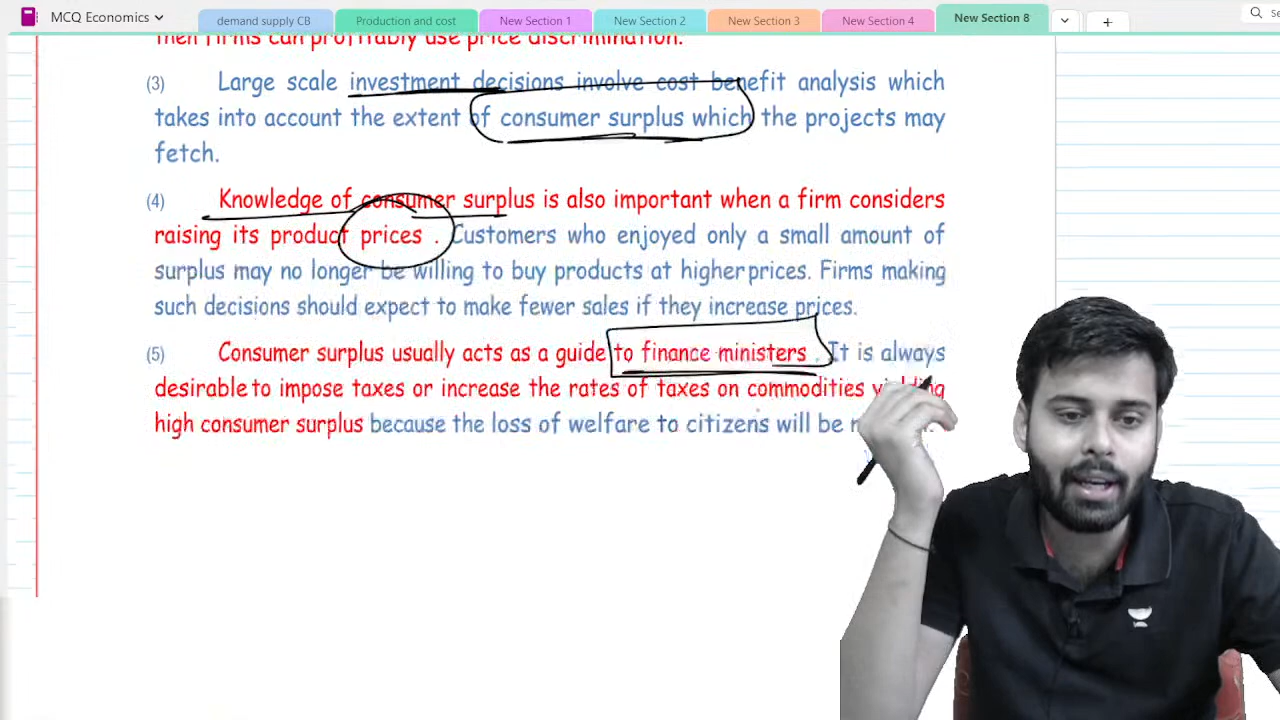 MCQ Economics
demand supply CB
Production and cost
New Section 1
New Section 2
New Section 3
New Section 4
New Section 8
then firms can profitably use price discrimination.
(3) Large scale investment decisions involve cost benefit analysis which
takes into account the extent of consumer surplus which the projects may
fetch.
(4) Knowledge of consumer surplus is also important when a firm considers
raising its product prices . Customers who enjoyed only a small amount of
surplus may no longer be willing to buy products at higher prices. Firms making
such decisions should expect to make fewer sales if they increase prices.
(5) Consumer surplus usually acts as a guide to finance ministers . It is always
desirable to impose taxes or increase the rates of taxes on commodities yielding
high consumer surplus because the loss of welfare to citizens will be